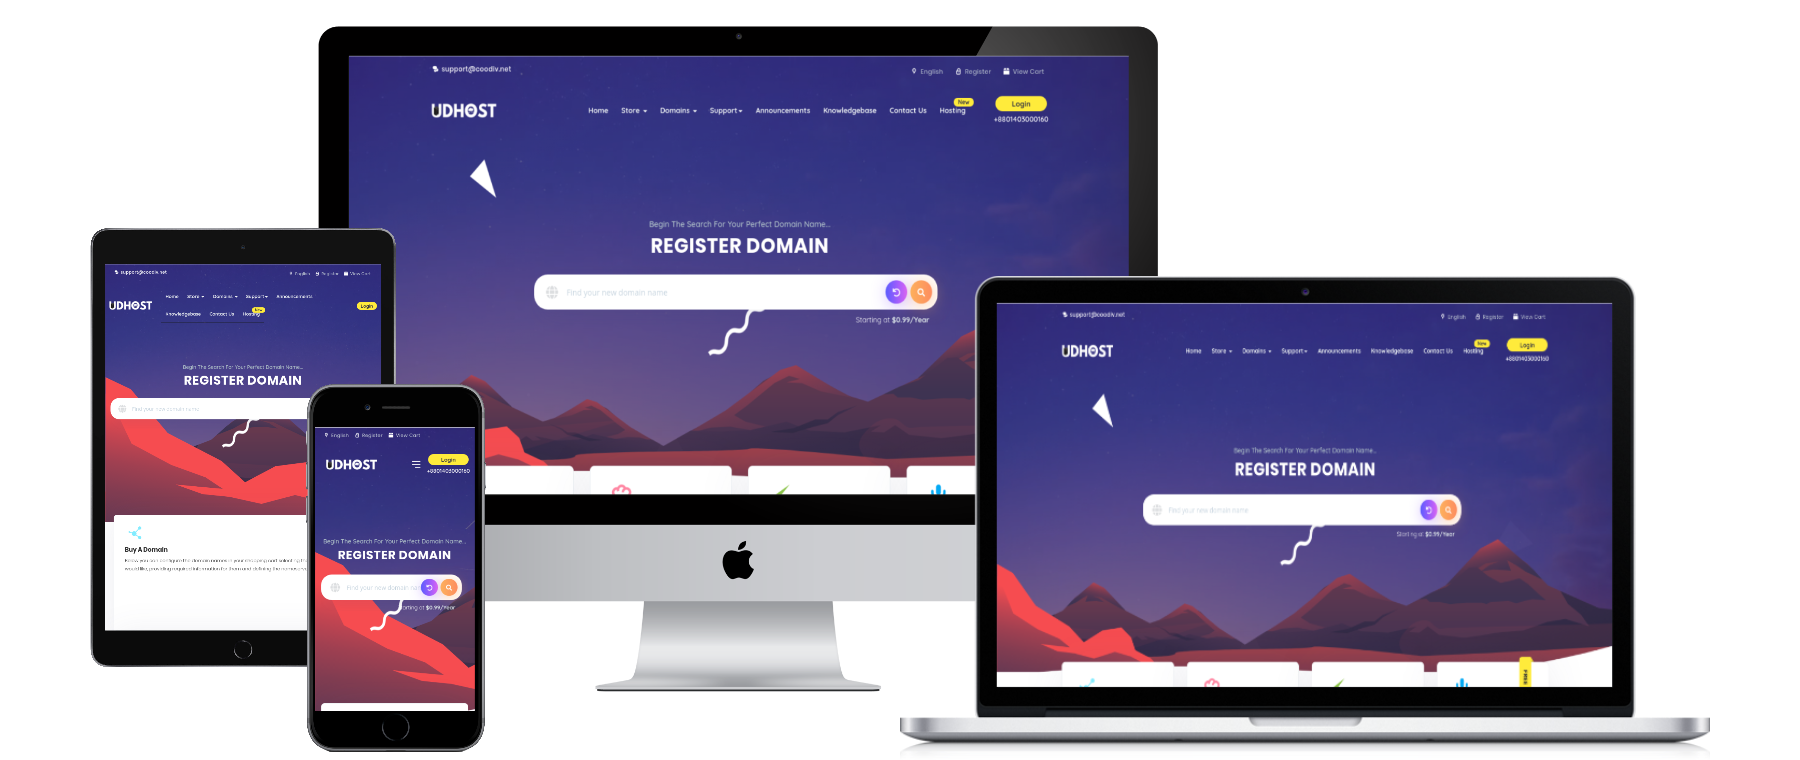 support@coodiv.net
English Register View Cart
UDHOST
Home Store Domains Support Announcements Knowledgebase Contact Us Hosting New
Login
+8801403000160
Begin The Search For Your Perfect Domain Name...
REGISTER DOMAIN
Find your new domain name
Starting at $0.99/Year
support@coodiv.net
English Register View Cart
UDHOST
Home Store Domains Support Announcements
Knowledgebase Contact Us Hosting New
Login
Begin The Search For Your Perfect Domain Name...
REGISTER DOMAIN
Find your new domain name
Buy A Domain
English Register View Cart
UDHOST
Login
+8801403000160
Begin The Search For Your Perfect Domain Name...
REGISTER DOMAIN
Find your new domain nam
Starting at $0.99/Year
support@coodiv.net
English Register View Cart
UDHOST
Home Store Domains Support Announcements Knowledgebase Contact Us Hosting New
Login
+8801403000160
Begin The Search For Your Perfect Domain Name...
REGISTER DOMAIN
Find your new domain name
Starting at $0.99/Year
FREE